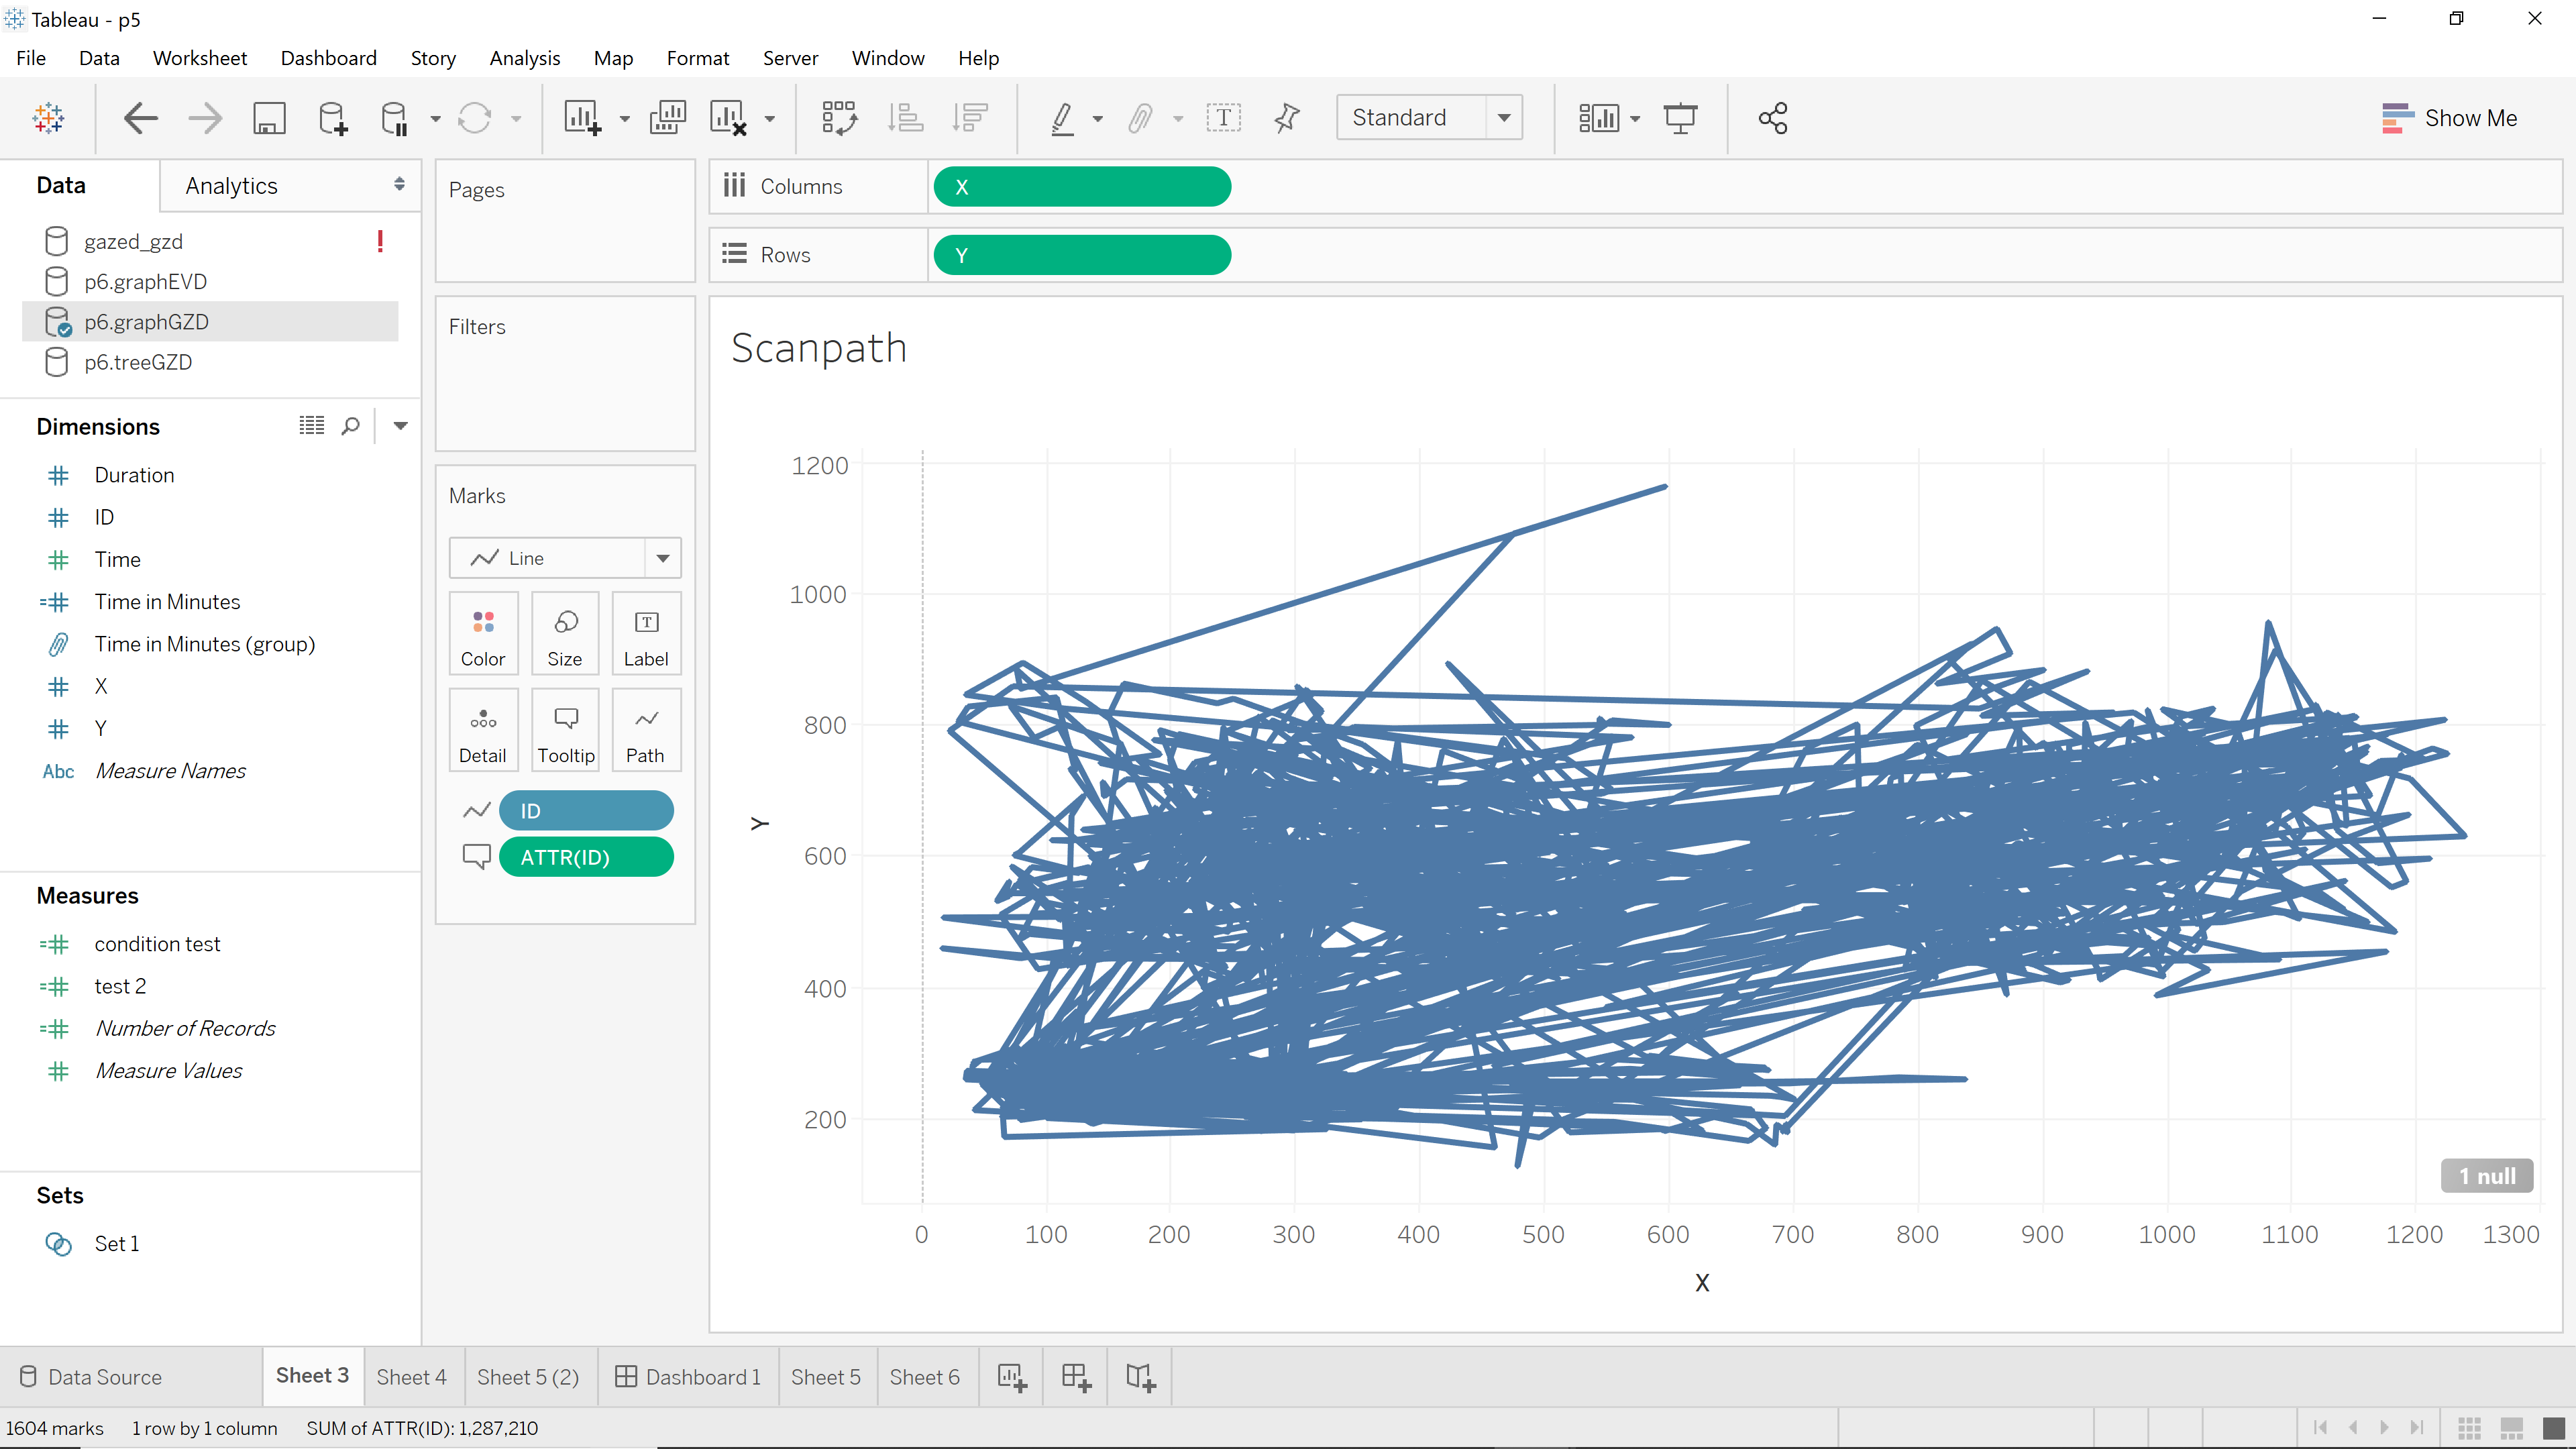 Tableau - p5
File Data Worksheet Dashboard Story Analysis Map Format Server Window Help
Standard
Show Me
Data Analytics
gazed_gzd !
p6.graphEVD
p6.graphGZD
p6.treeGZD
Dimensions
# Duration
# ID
# Time
=# Time in Minutes
Time in Minutes (group)
# X
# Y
Abc Measure Names
Measures
=# condition test
=# test 2
=# Number of Records
# Measure Values
Sets
Set 1
Pages
Filters
Marks
Line
Color Size Label
Detail Tooltip Path
ID
ATTR(ID)
Columns X
Rows Y
Scanpath
1200
1000
800
600
400
200
Y
0 100 200 300 400 500 600 700 800 900 1000 1100 1200 1300
X
1 null
Data Source Sheet 3 Sheet 4 Sheet 5 (2) Dashboard 1 Sheet 5 Sheet 6
1604 marks 1 row by 1 column SUM of ATTR(ID): 1,287,210